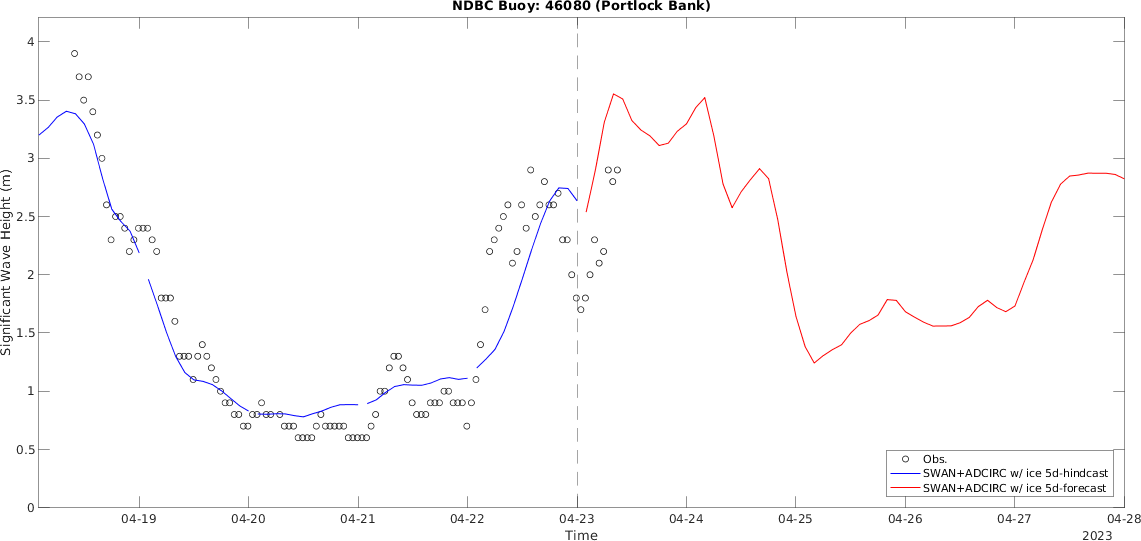 NDBC Buoy: 46080 (Portlock Bank)
Significant Wave Height (m)
4
3.5
3
2.5
2
1.5
1
0.5
0
Obs.
SWAN+ADCIRC w/ ice 5d-hindcast
SWAN+ADCIRC w/ ice 5d-forecast
04-19 04-20 04-21 04-22 04-23 04-24 04-25 04-26 04-27 04-28
Time
2023